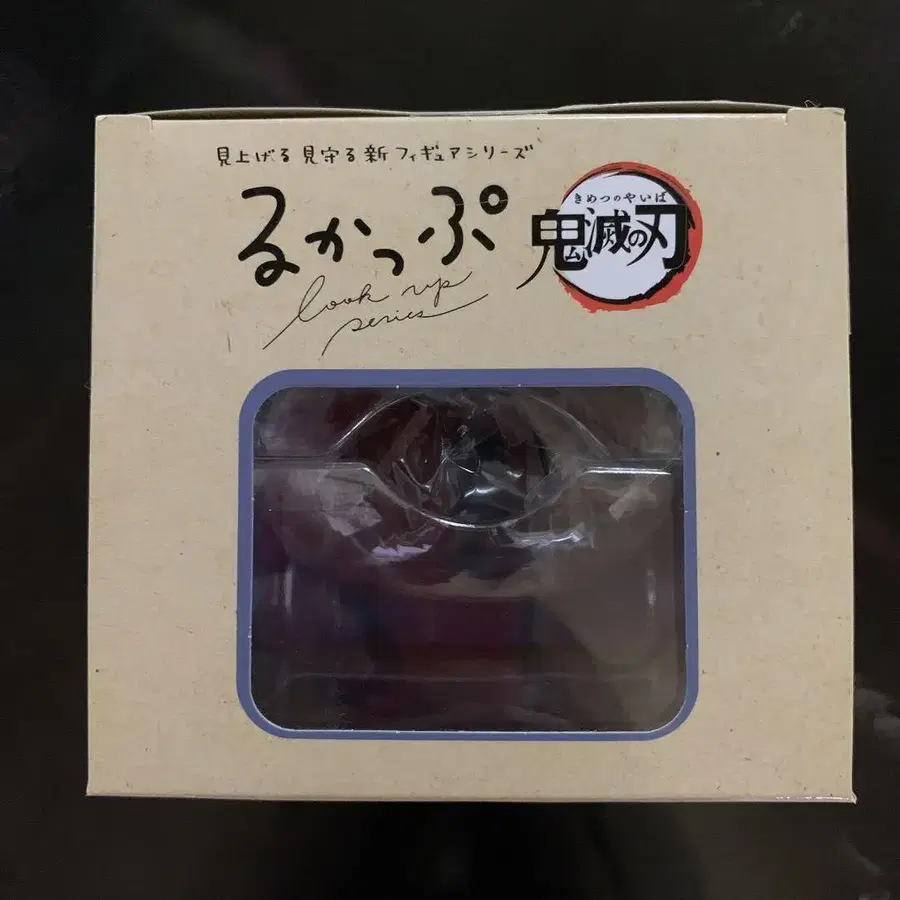 見上げる 見守る 新フィギュアシリーズ
るかっぷ
look up
series
きめつのやいば
鬼滅の刃